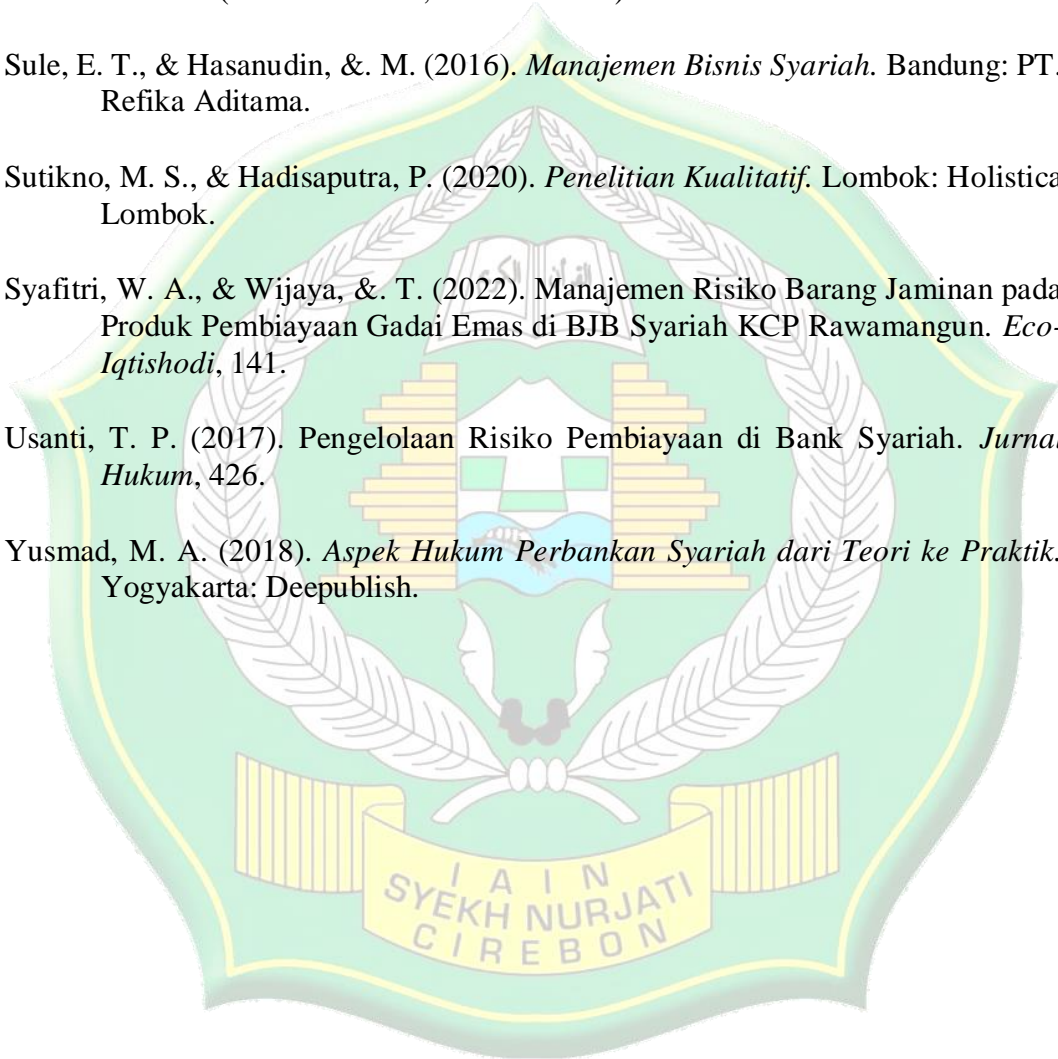 Sule, E. T., & Hasanudin, &. M. (2016). Manajemen Bisnis Syariah. Bandung: PT.
Refika Aditama.
Sutikno, M. S., & Hadisaputra, P. (2020). Penelitian Kualitatif. Lombok: Holistica
Lombok.
Syafitri, W. A., & Wijaya, &. T. (2022). Manajemen Risiko Barang Jaminan pada
Produk Pembiayaan Gadai Emas di BJB Syariah KCP Rawamangun. Eco-
Iqtishodi, 141.
Usanti, T. P. (2017). Pengelolaan Risiko Pembiayaan di Bank Syariah. Jurnal
Hukum, 426.
Yusmad, M. A. (2018). Aspek Hukum Perbankan Syariah dari Teori ke Praktik.
Yogyakarta: Deepublish.
IAIN
SYEKH NURJATI
CIREBON